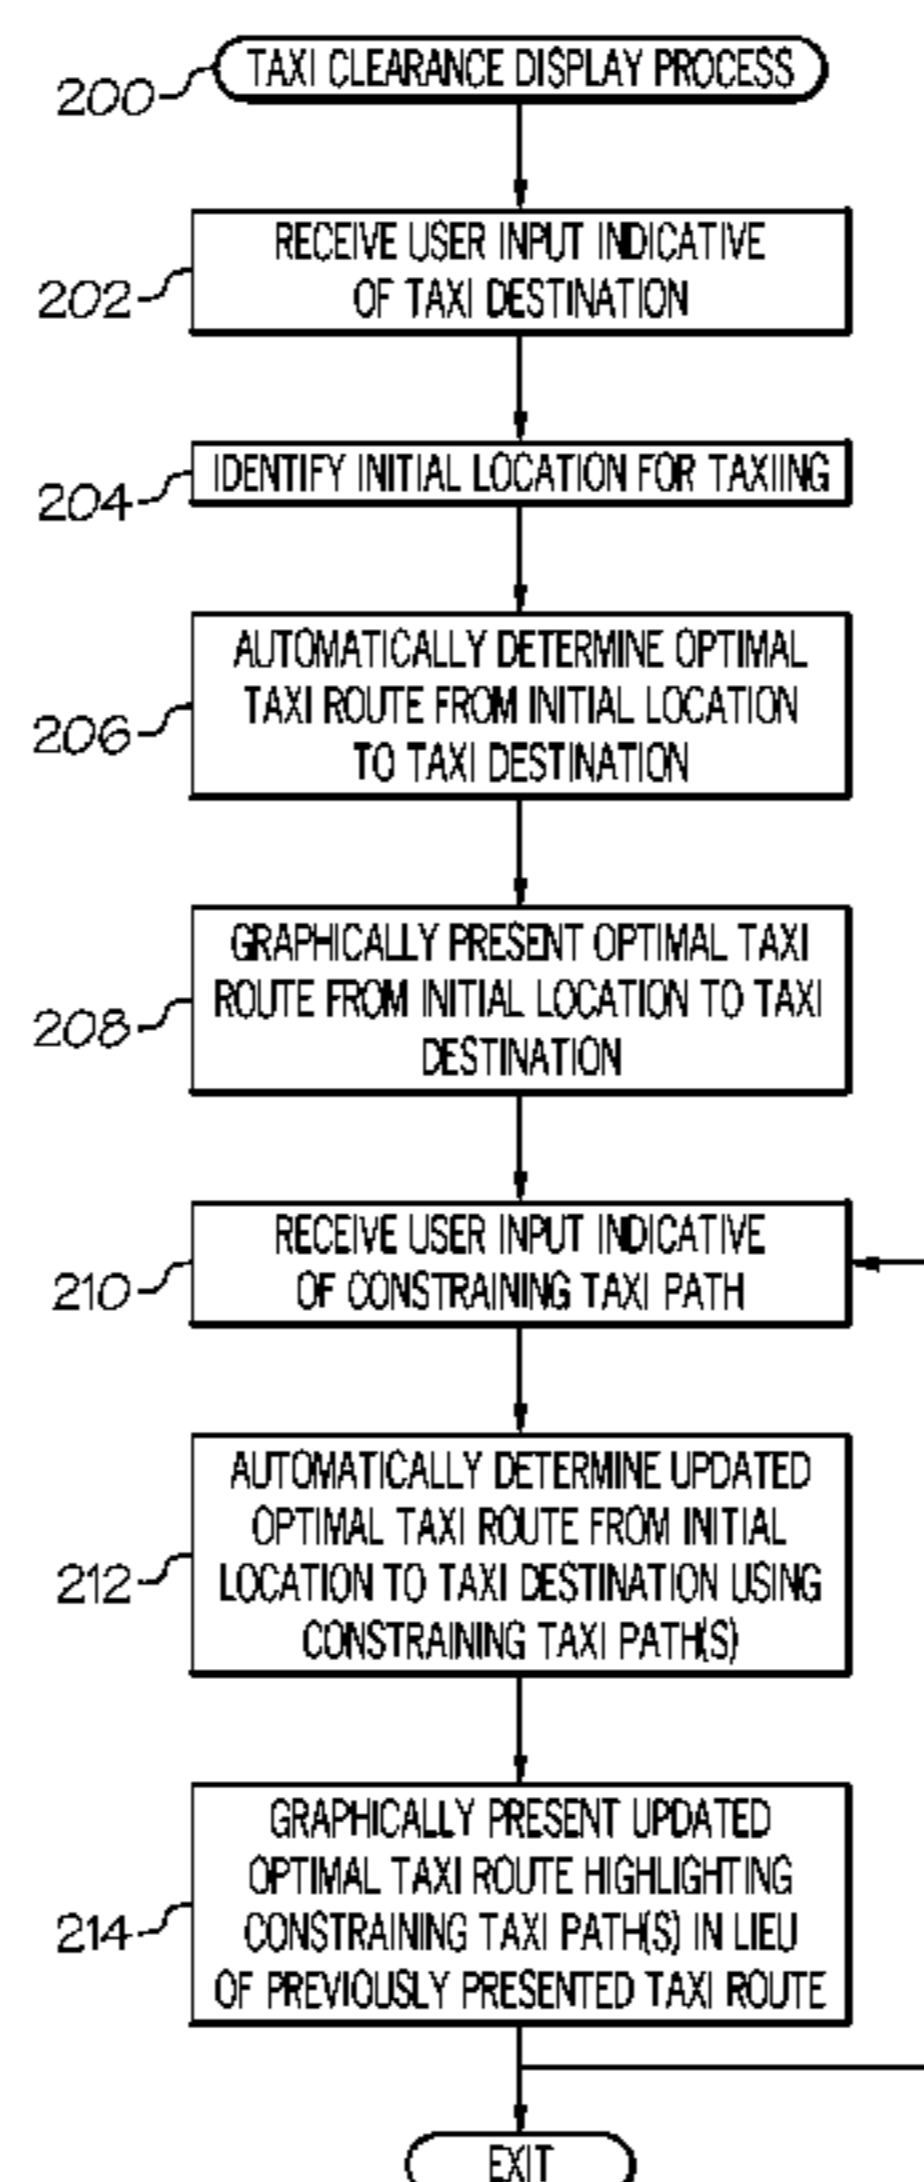 200
TAXI CLEARANCE DISPLAY PROCESS
202
RECEIVE USER INPUT INDICATIVE
OF TAXI DESTINATION
204
IDENTIFY INITIAL LOCATION FOR TAXIING
206
AUTOMATICALLY DETERMINE OPTIMAL
TAXI ROUTE FROM INITIAL LOCATION
TO TAXI DESTINATION
208
GRAPHICALLY PRESENT OPTIMAL TAXI
ROUTE FROM INITIAL LOCATION TO TAXI
DESTINATION
210
RECEIVE USER INPUT INDICATIVE
OF CONSTRAINING TAXI PATH
212
AUTOMATICALLY DETERMINE UPDATED
OPTIMAL TAXI ROUTE FROM INITIAL
LOCATION TO TAXI DESTINATION USING
CONSTRAINING TAXI PATH(S)
214
GRAPHICALLY PRESENT UPDATED
OPTIMAL TAXI ROUTE HIGHLIGHTING
CONSTRAINING TAXI PATH(S) IN LIEU
OF PREVIOUSLY PRESENTED TAXI ROUTE
EXIT